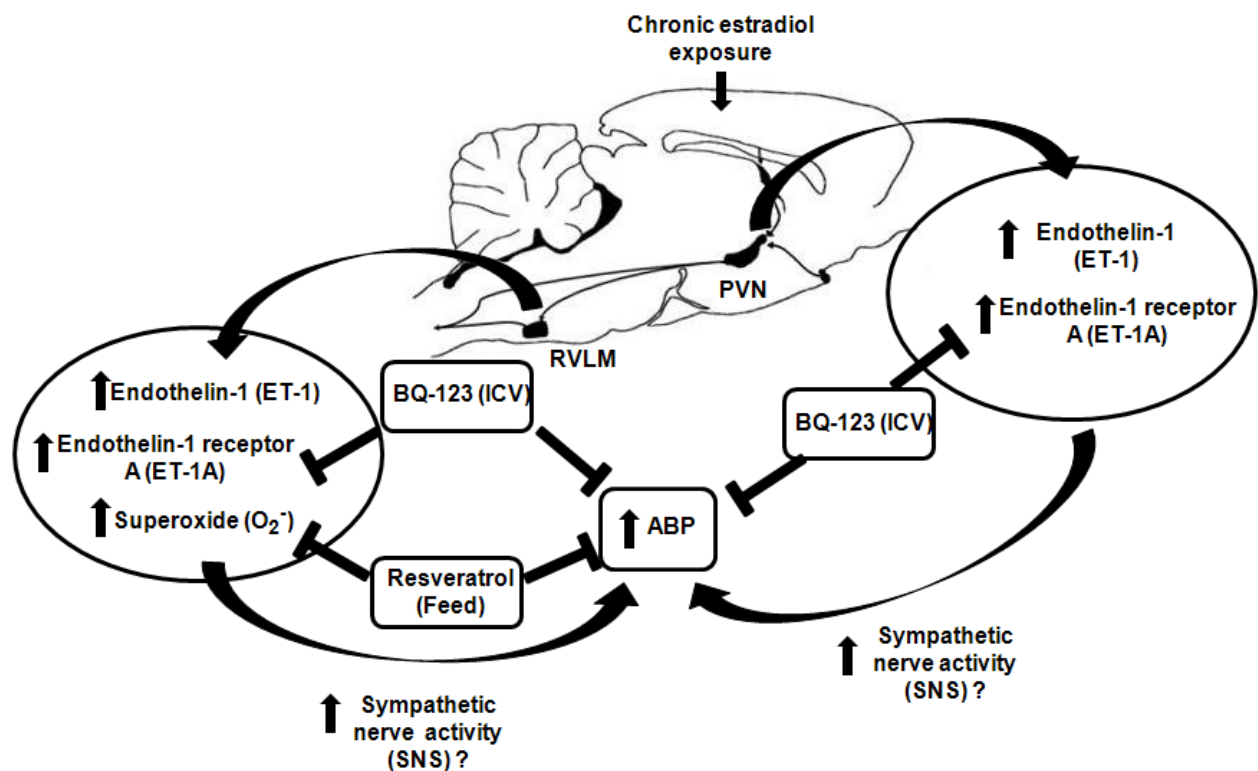 Chronic estradiol
exposure
PVN
RVLM
Endothelin-1
(ET-1)
Endothelin-1 receptor
A (ET-1A)
BQ-123 (ICV)
Endothelin-1 (ET-1)
Endothelin-1 receptor
A (ET-1A)
Superoxide (O₂⁻)
BQ-123 (ICV)
ABP
Resveratrol
(Feed)
Sympathetic
nerve activity
(SNS) ?
Sympathetic
nerve activity
(SNS) ?